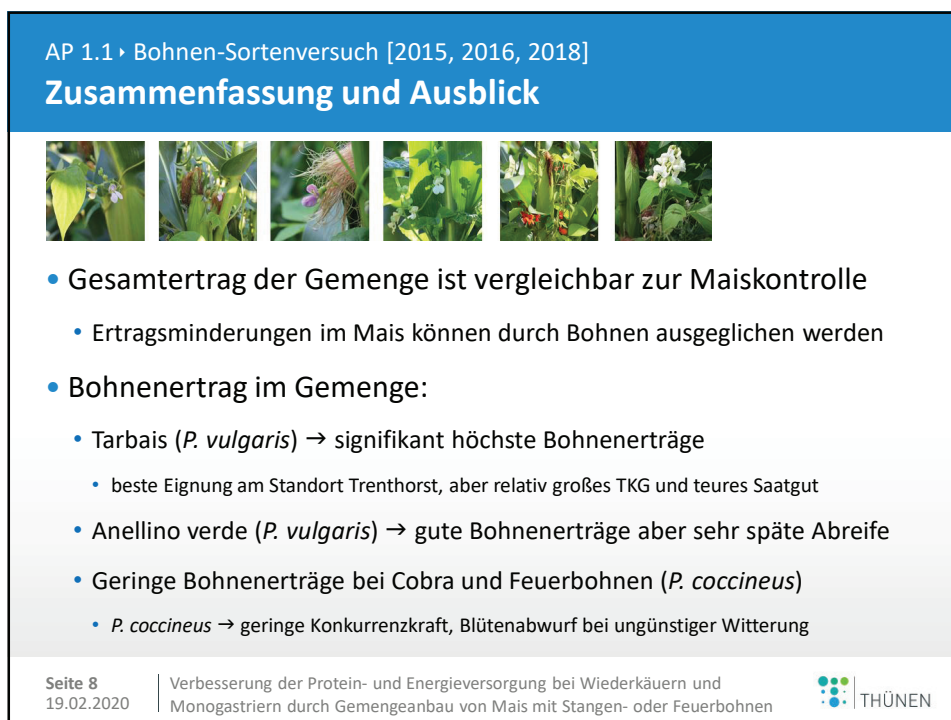 AP 1.1 ‣ Bohnen-Sortenversuch [2015, 2016, 2018]
Zusammenfassung und Ausblick
• Gesamtertrag der Gemenge ist vergleichbar zur Maiskontrolle
• Ertragsminderungen im Mais können durch Bohnen ausgeglichen werden
• Bohnenertrag im Gemenge:
• Tarbais (P. vulgaris) → signifikant höchste Bohnenerträge
• beste Eignung am Standort Trenthorst, aber relativ großes TKG und teures Saatgut
• Anellino verde (P. vulgaris) → gute Bohnenerträge aber sehr späte Abreife
• Geringe Bohnenerträge bei Cobra und Feuerbohnen (P. coccineus)
• P. coccineus → geringe Konkurrenzkraft, Blütenabwurf bei ungünstiger Witterung
Seite 8
19.02.2020
Verbesserung der Protein- und Energieversorgung bei Wiederkäuern und
Monogastriern durch Gemengeanbau von Mais mit Stangen- oder Feuerbohnen
THÜNEN